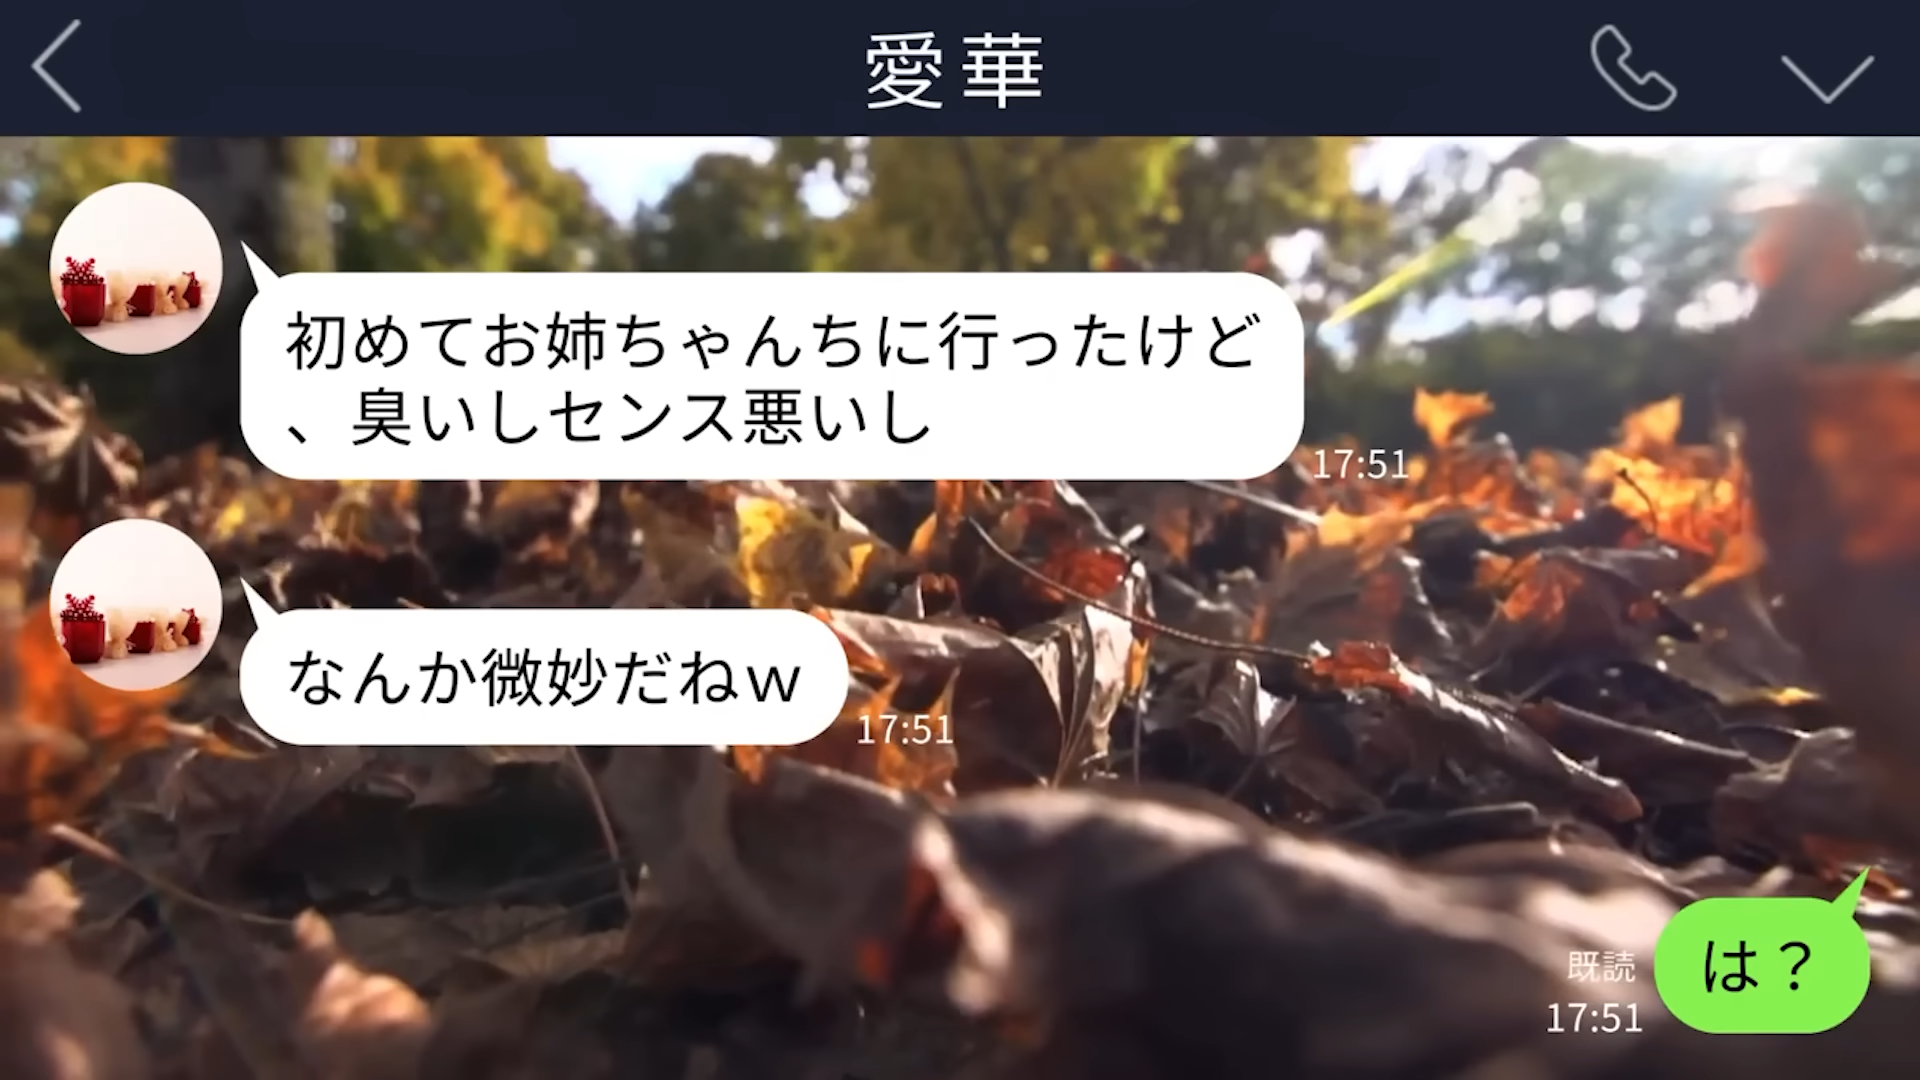 愛華
初めてお姉ちゃんちに行ったけど
、臭いしセンス悪いし
17:51
なんか微妙だねw
17:51
は？
既読
17:51